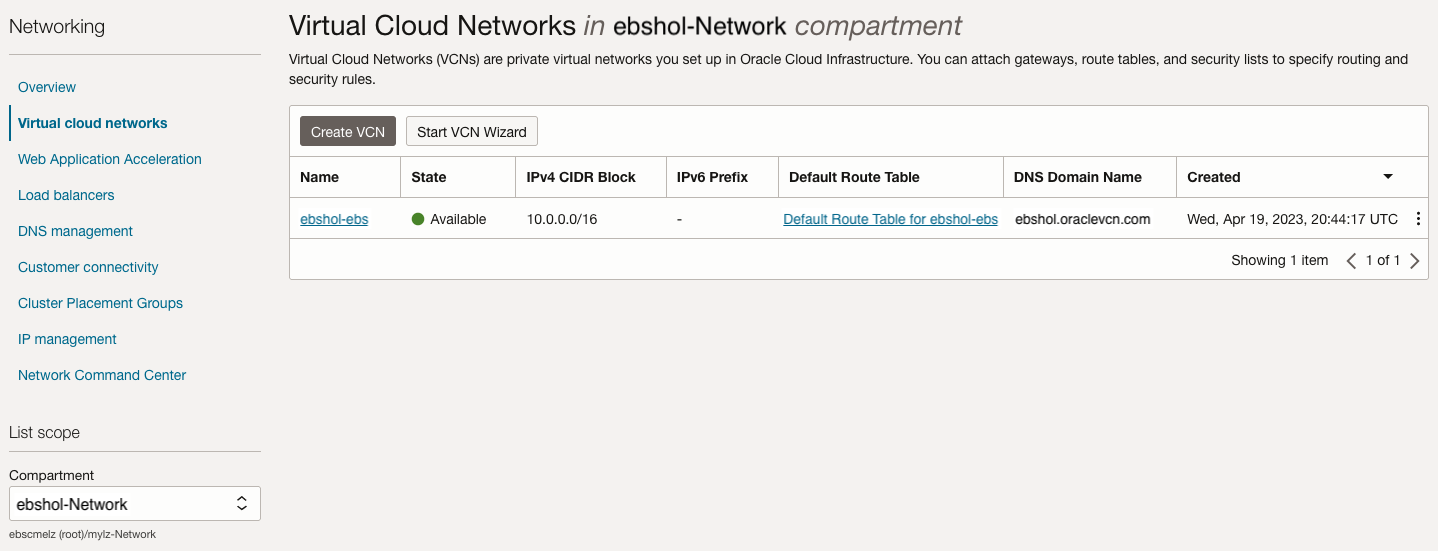 Networking
Overview
Virtual cloud networks
Web Application Acceleration
Load balancers
DNS management
Customer connectivity
Cluster Placement Groups
IP management
Network Command Center
List scope
Compartment
ebshol-Network
ebscmelz (root)/mylz-Network
Virtual Cloud Networks in ebshol-Network compartment
Virtual Cloud Networks (VCNs) are private virtual networks you set up in Oracle Cloud Infrastructure. You can attach gateways, route tables, and security lists to specify routing and
security rules.
Create VCN Start VCN Wizard
Name State IPv4 CIDR Block IPv6 Prefix Default Route Table DNS Domain Name Created
ebshol-ebs Available 10.0.0.0/16 - Default Route Table for ebshol-ebs ebshol.oraclevcn.com Wed, Apr 19, 2023, 20:44:17 UTC
Showing 1 item 1 of 1